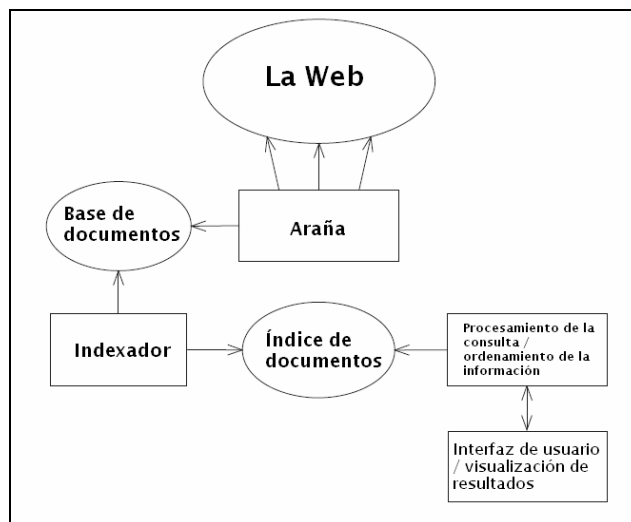 La Web
Base de
documentos
Araña
Indexador
Índice de
documentos
Procesamiento de la
consulta /
ordenamiento de la
información
Interfaz de usuario
/ visualización de
resultados